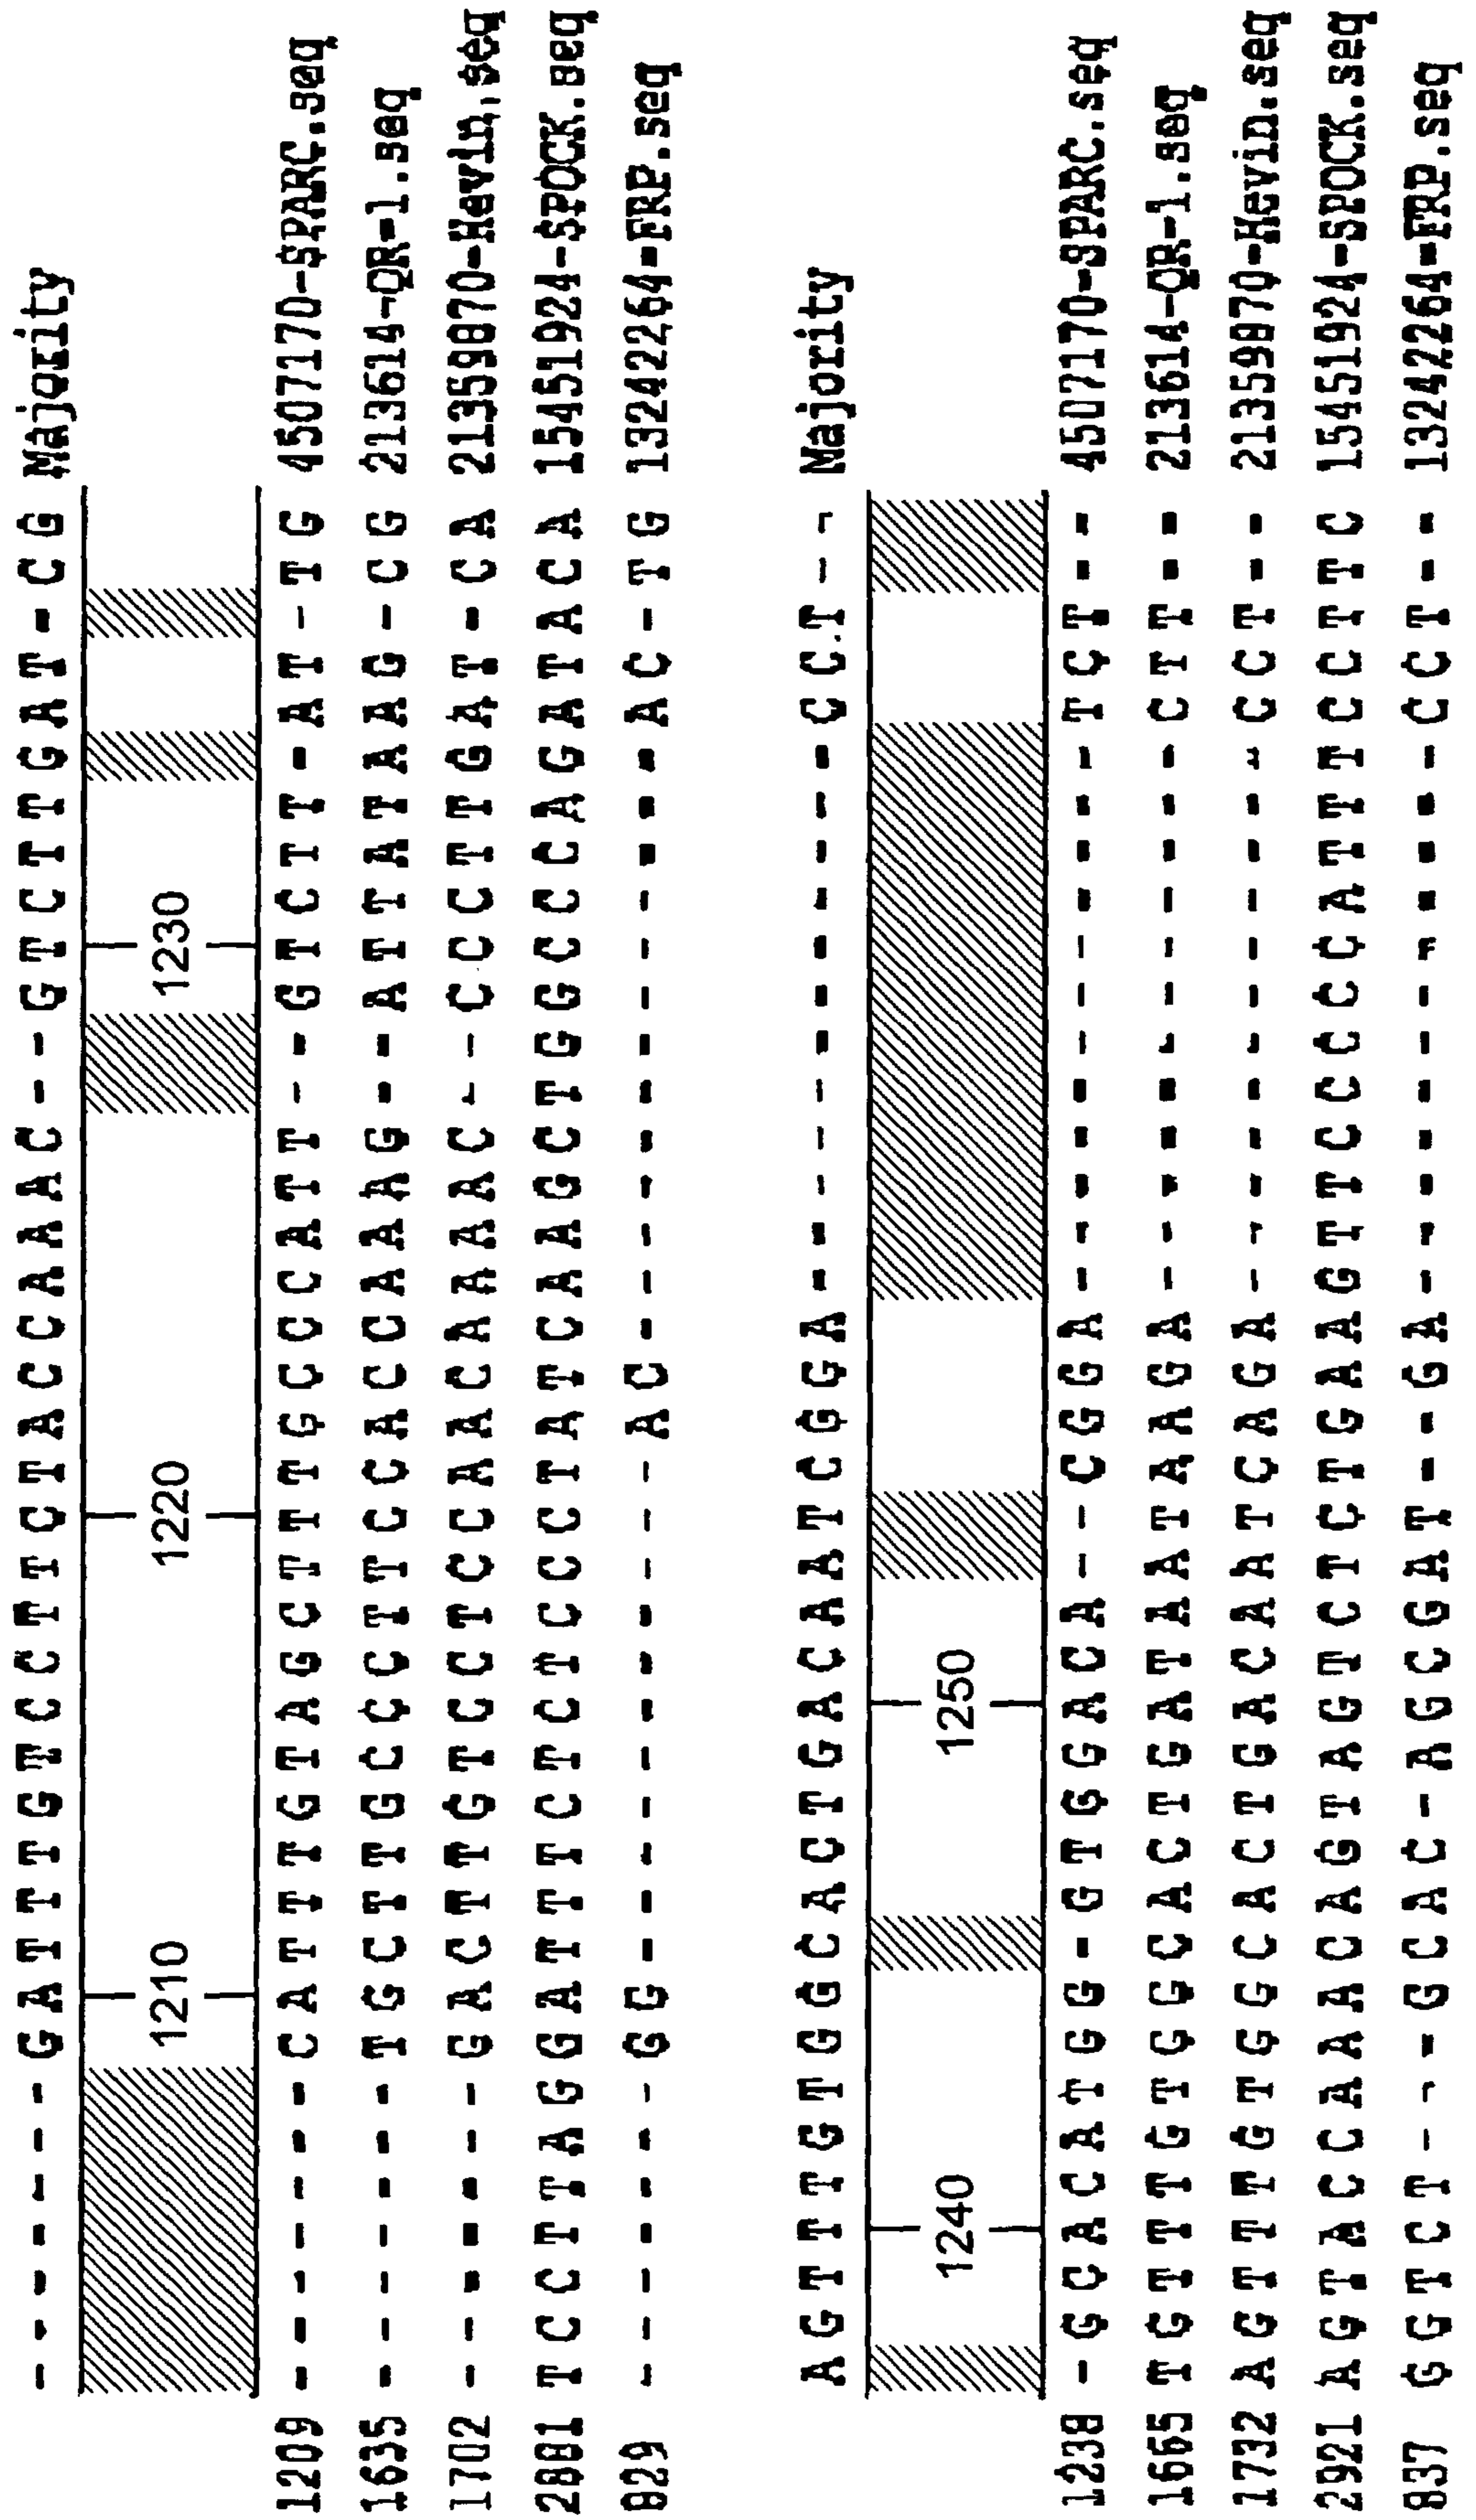 - - - - - - - G A T T T G T C C T T C T A C C A A A C - - G T C T T G A T - C G Majority
1210 1220 1230
1209 - - - - - - - C A T T T G T A G C T T T G C C C A T T - - G T C T T - A T - T G 4507170-SPARC.seq
1635 - - - - - - - T G C T T G C C C T T C C A C C A A A G - - A T T A T A A G - C G 213614-QR-1.seq
1702 - - - - - - - G A C T T G T C C T C C A A C A A A A C - - C C C T T G A T - C A 21359870-Hevin.seq
2881 T C C T T A G G A T T T C T C T C C C T A T C A A G C T G G C C C A G A T A C A 15451924-SPOCK.seq
829 - - - - - - - G G - - - - - - - - - - - A C - - - - - - - - - - - - - A C - T G 13242264-FRP.seq
A G T T T G T G G C A C T G A C A A T C G G A - - - - - - - - - - - - C C T - - Majority
1240 1250
1238 - G C A C A T G G - G T G G A C A - - C G G A - - - - - - - - - - - - T C T - - 4507170-SPARC.seq
1665 T G T T T G T G G C A C T G A T A A T A A G A - - - - - - - - - - - - C T T - - 213614-QR-1.seq
1732 A G T T T G T G G C A C T G A C A A T C A G A - - - - - - - - - - - - C C T - - 21359870-Hevin.seq
2921 A G T A C C A A A C A G T A G T C T C T G A A G T T C C C C C A T T T C C T T C 15451924-SPOCK.seq
837 G G T C T - - - G C A C - A G C G A T - - G A - - - - - - - - - - - - C C T - - 13242264-FRP.seq